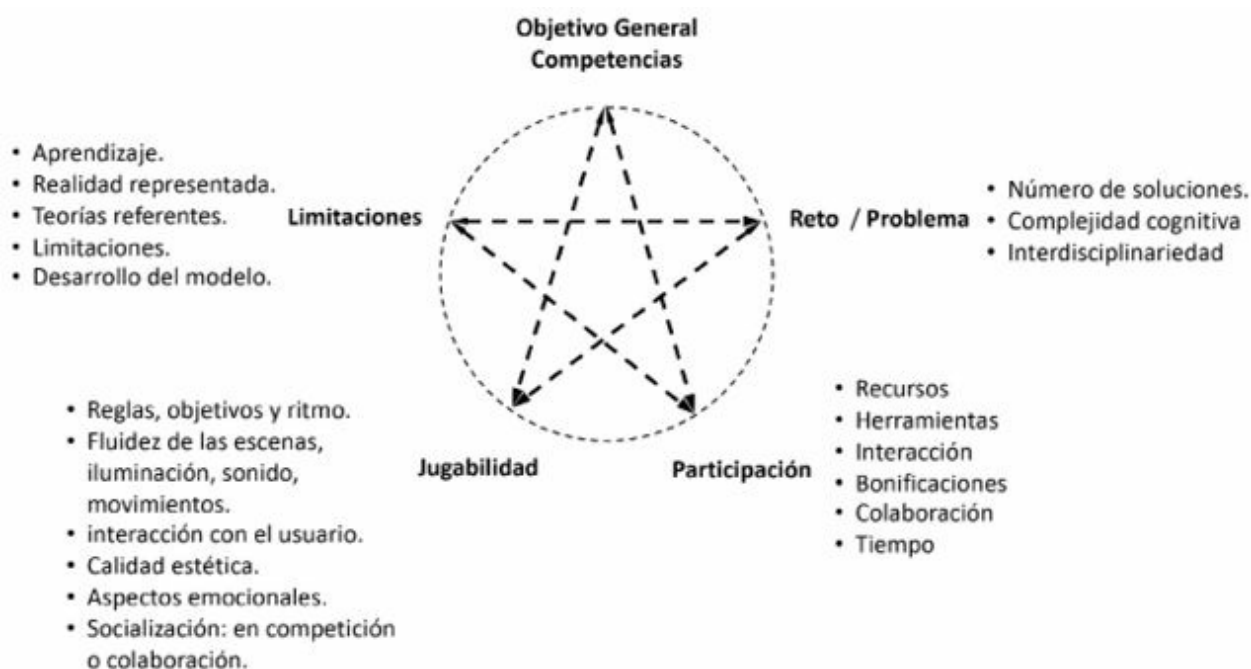 Objetivo General
Competencias
• Aprendizaje.
• Realidad representada.
• Teorías referentes.
• Limitaciones.
• Desarrollo del modelo.
Limitaciones
Reto / Problema
• Número de soluciones.
• Complejidad cognitiva
• Interdisciplinariedad
• Reglas, objetivos y ritmo.
• Fluidez de las escenas,
iluminación, sonido,
movimientos.
• interacción con el usuario.
• Calidad estética.
• Aspectos emocionales.
• Socialización: en competición
o colaboración.
Jugabilidad
Participación
• Recursos
• Herramientas
• Interacción
• Bonificaciones
• Colaboración
• Tiempo